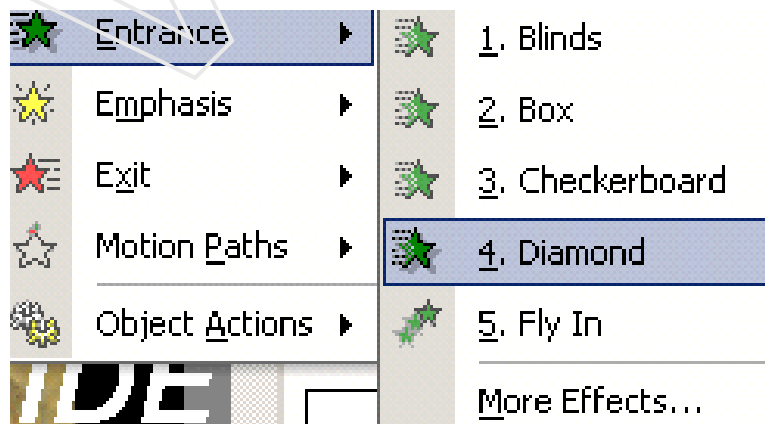 Entrance
Emphasis
Exit
Motion Paths
Object Actions
1. Blinds
2. Box
3. Checkerboard
4. Diamond
5. Fly In
More Effects...
IDE